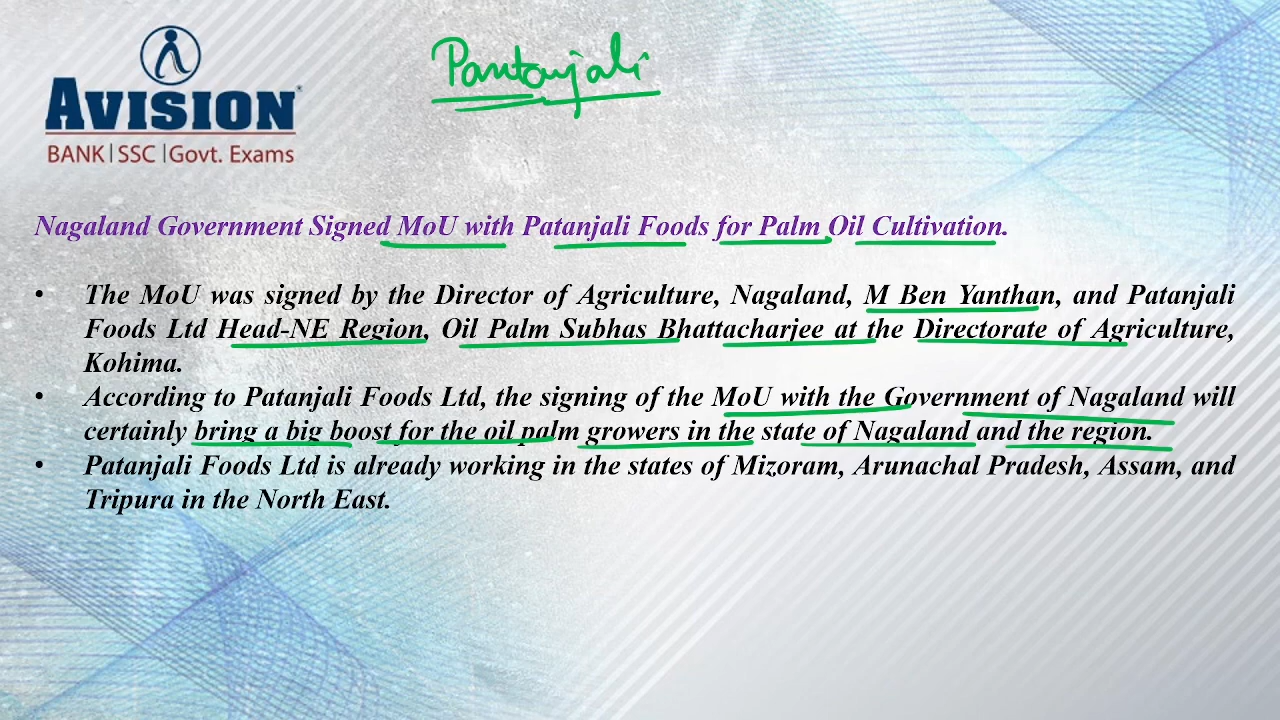 Pantanjali
AVISION
BANK | SSC | Govt. Exams
Nagaland Government Signed MoU with Patanjali Foods for Palm Oil Cultivation.
• The MoU was signed by the Director of Agriculture, Nagaland, M Ben Yanthan, and Patanjali
Foods Ltd Head-NE Region, Oil Palm Subhas Bhattacharjee at the Directorate of Agriculture,
Kohima.
• According to Patanjali Foods Ltd, the signing of the MoU with the Government of Nagaland will
certainly bring a big boost for the oil palm growers in the state of Nagaland and the region.
• Patanjali Foods Ltd is already working in the states of Mizoram, Arunachal Pradesh, Assam, and
Tripura in the North East.